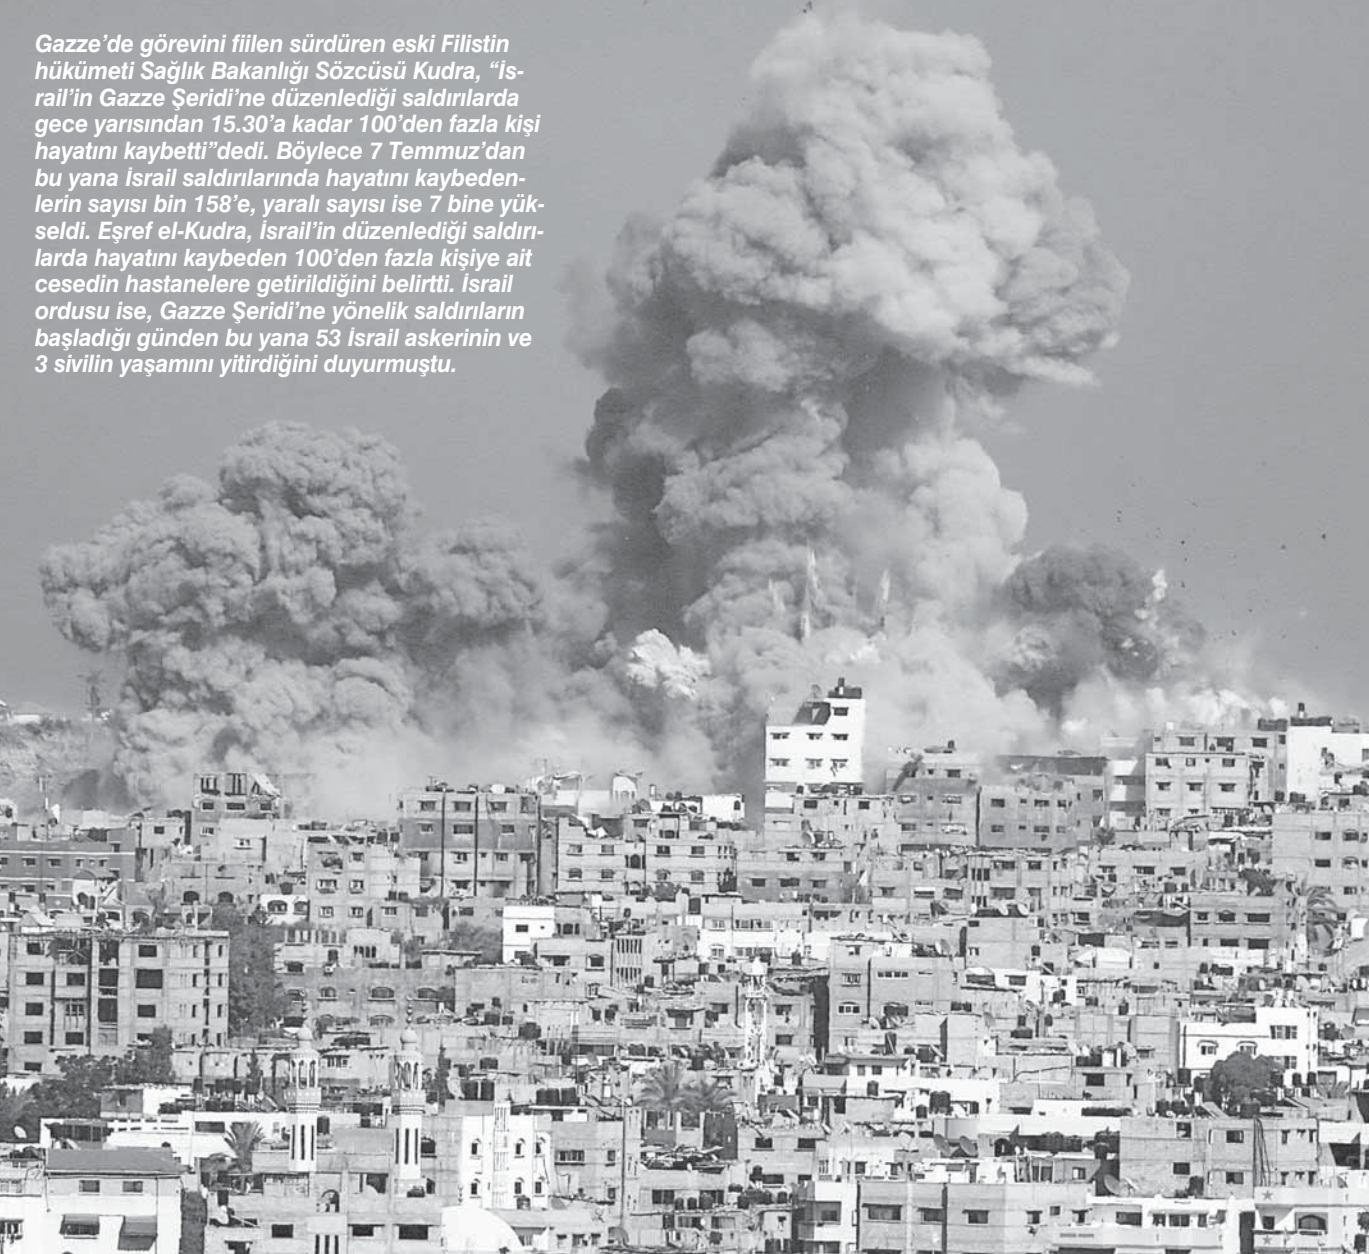 Gazze’de görevini fiilen sürdüren eski Filistin
hükümeti Sağlık Bakanlığı Sözcüsü Kudra, “İs-
rail’in Gazze Şeridi’ne düzenlediği saldırılarda
gece yarısından 15.30’a kadar 100’den fazla kişi
hayatını kaybetti”dedi. Böylece 7 Temmuz’dan
bu yana İsrail saldırılarında hayatını kaybeden-
lerin sayısı bin 158’e, yaralı sayısı ise 7 bine yük-
seldi. Eşref el-Kudra, İsrail’in düzenlediği saldırı-
larda hayatını kaybeden 100’den fazla kişiye ait
cesedin hastanelere getirildiğini belirtti. İsrail
ordusu ise, Gazze Şeridi’ne yönelik saldırıların
başladığı günden bu yana 53 İsrail askerinin ve
3 sivilin yaşamını yitirdiğini duyurmuştu.